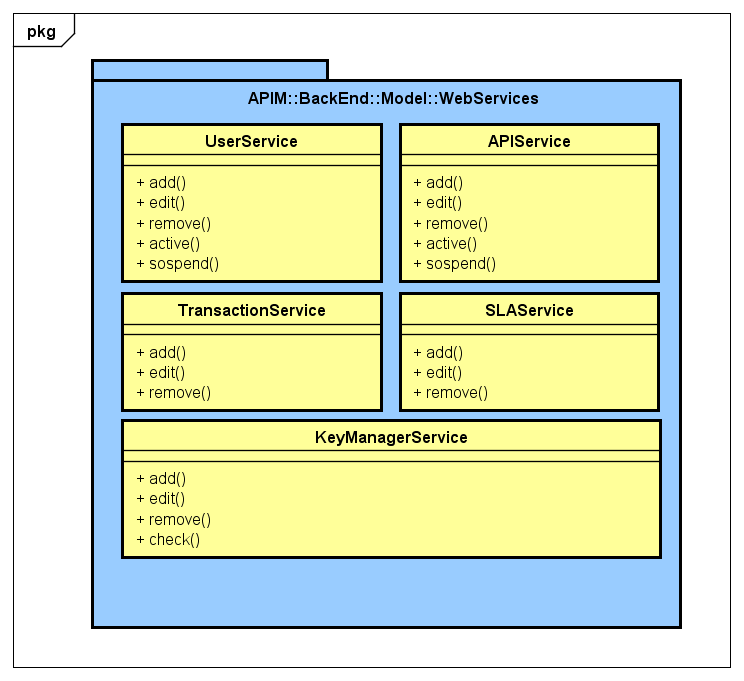 pkg
APIM::BackEnd::Model::WebServices
UserService
+ add()
+ edit()
+ remove()
+ active()
+ sospend()
APIService
+ add()
+ edit()
+ remove()
+ active()
+ sospend()
TransactionService
+ add()
+ edit()
+ remove()
SLAService
+ add()
+ edit()
+ remove()
KeyManagerService
+ add()
+ edit()
+ remove()
+ check()